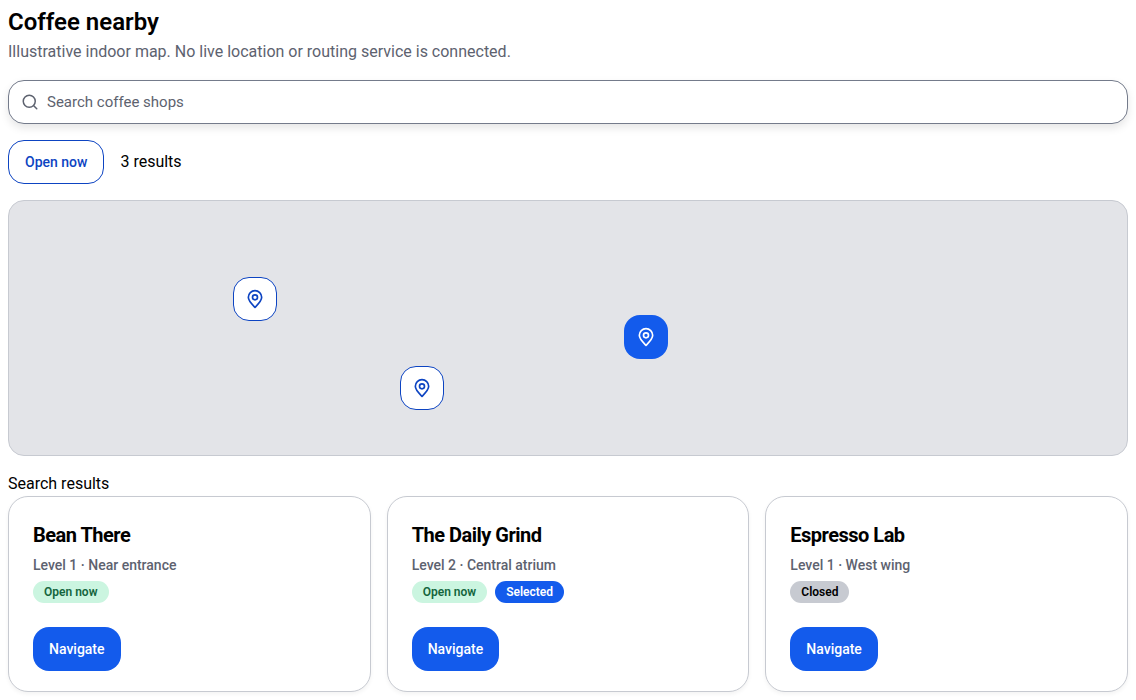 Coffee nearby
Illustrative indoor map. No live location or routing service is connected.
Search coffee shops
Open now
3 results
Search results
Bean There
Level 1 · Near entrance
Open now
Navigate
The Daily Grind
Level 2 · Central atrium
Open now
Selected
Navigate
Espresso Lab
Level 1 · West wing
Closed
Navigate